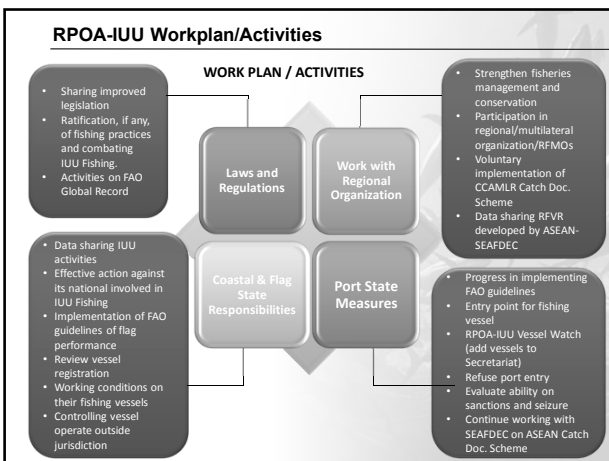 RPOA-IUU Workplan/Activities
WORK PLAN / ACTIVITIES
• Sharing improved
legislation
• Ratification, if any,
of fishing practices
and combating
IUU Fishing.
• Activities on FAO
Global Record
Laws and
Regulations
Work with
Regional
Organization
• Strengthen fisheries
management and
conservation
• Participation in
regional/multilateral
organization/RFMOs
• Voluntary
implementation of
CCAMLR Catch Doc.
Scheme
• Data sharing RFVR
developed by ASEAN-
SEAFDEC
• Data sharing IUU
activities
• Effective action against
its national involved in
IUU Fishing
• Implementation of FAO
guidelines of flag
performance
• Review vessel
registration
• Working conditions on
their fishing vessels
• Controlling vessel
operate outside
jurisdiction
Coastal & Flag
State
Responsibilities
Port State
Measures
• Progress in implementing
FAO guidelines
• Entry point for fishing
vessel
• RPOA-IUU Vessel Watch
(add vessels to
Secretariat)
• Refuse port entry
• Evaluate ability on
sanctions and seizure
• Continue working with
SEAFDEC on ASEAN Catch
Doc. Scheme